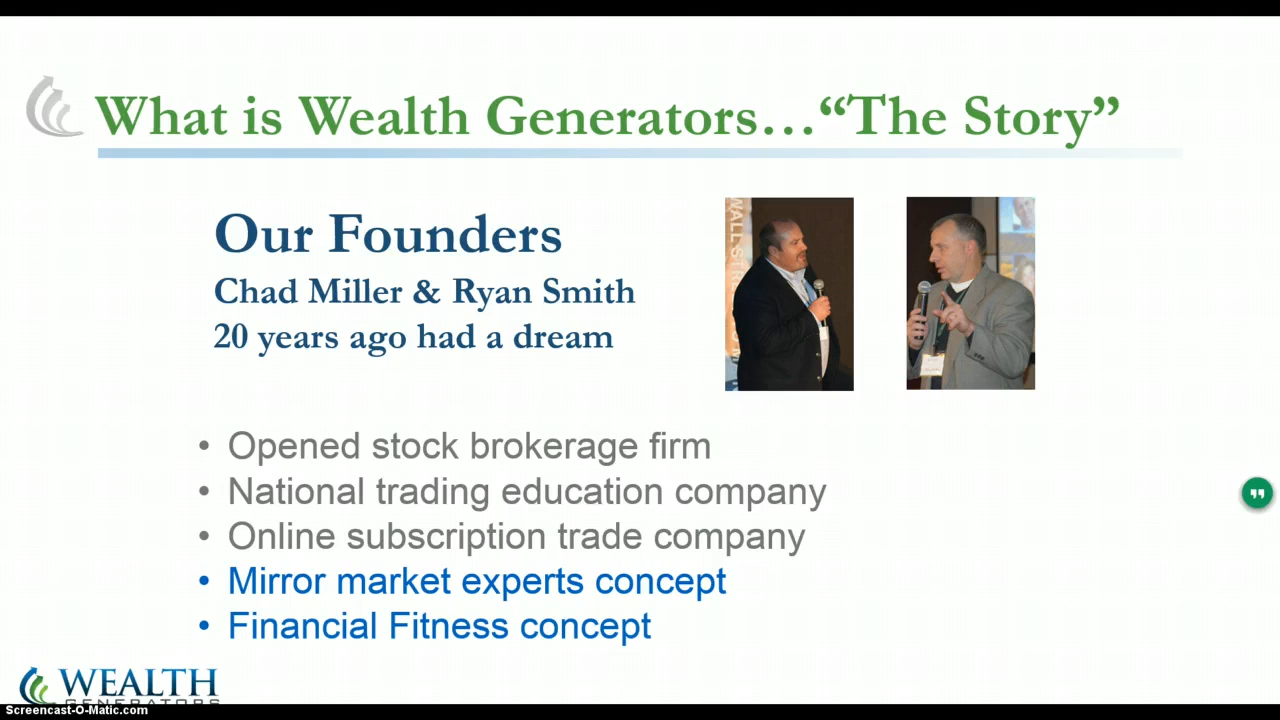 What is Wealth Generators…“The Story”
Our Founders
Chad Miller & Ryan Smith
20 years ago had a dream
WALL STR
• Opened stock brokerage firm
• National trading education company
• Online subscription trade company
• Mirror market experts concept
• Financial Fitness concept
WEALTH
GENERATORS
Screencast-O-Matic.com